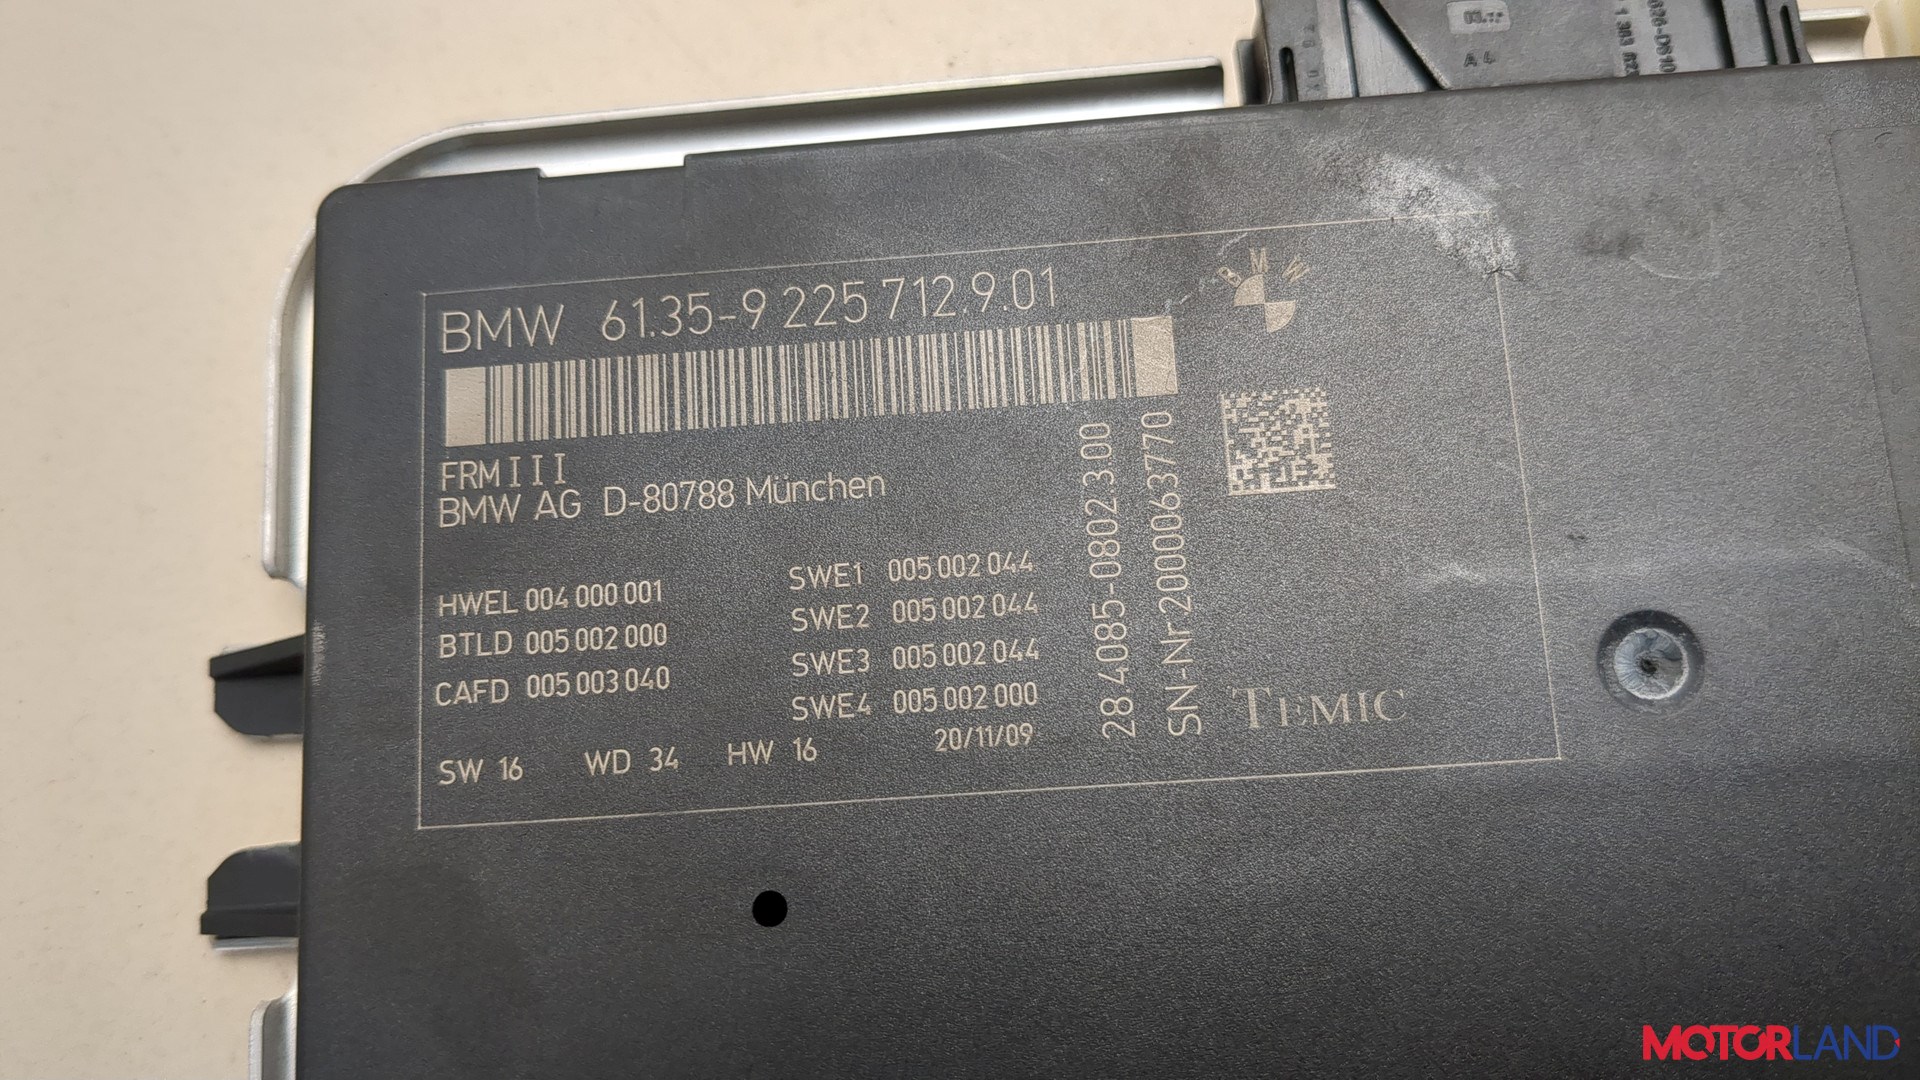 A 4
BMW 61.35-9 225 712.9.01
BMW
FRM III
BMW AG D-80788 München
HWEL 004 000 001
BTLD 005 002 000
CAFD 005 003 040
SWE1 005 002 044
SWE2 005 002 044
SWE3 005 002 044
SWE4 005 002 000
SW 16 WD 34 HW 16 20/11/09
28.4085-0802.3.00
SN-Nr.2000063770
TEMIC
MOTORLAND